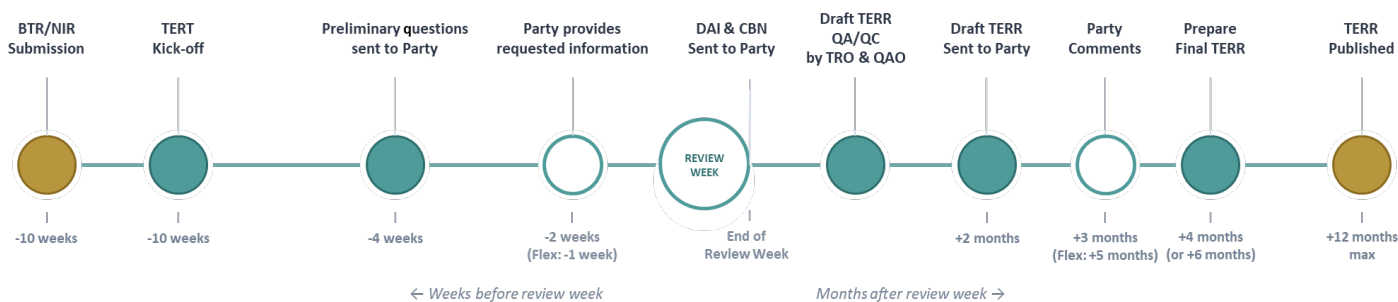 BTR/NIR
Submission
TERT
Kick-off
Preliminary questions
sent to Party
Party provides
requested information
DAI & CBN
Sent to Party
Draft TERR
QA/QC
by TRO & QAO
Draft TERR
Sent to Party
Party
Comments
Prepare
Final TERR
TERR
Published
REVIEW
WEEK
-10 weeks
-10 weeks
-4 weeks
-2 weeks
(Flex: -1 week)
End of
Review Week
+2 months
+3 months
(Flex: +5 months)
+4 months
(or +6 months)
+12 months
max
← Weeks before review week
Months after review week →